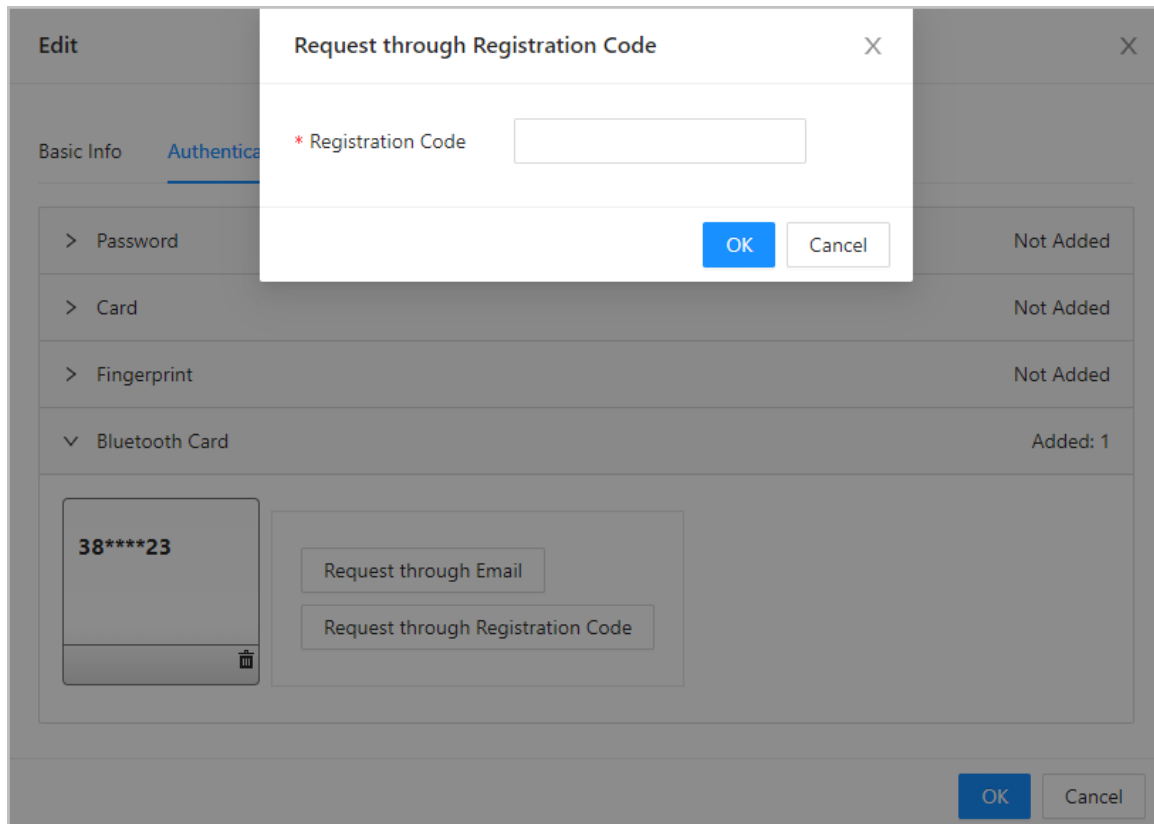 Edit
Request through Registration Code
Basic Info
* Registration Code
OK Cancel
> Password Not Added
> Card Not Added
> Fingerprint Not Added
Bluetooth Card Added: 1
38****23
Request through Email
Request through Registration Code
OK Cancel